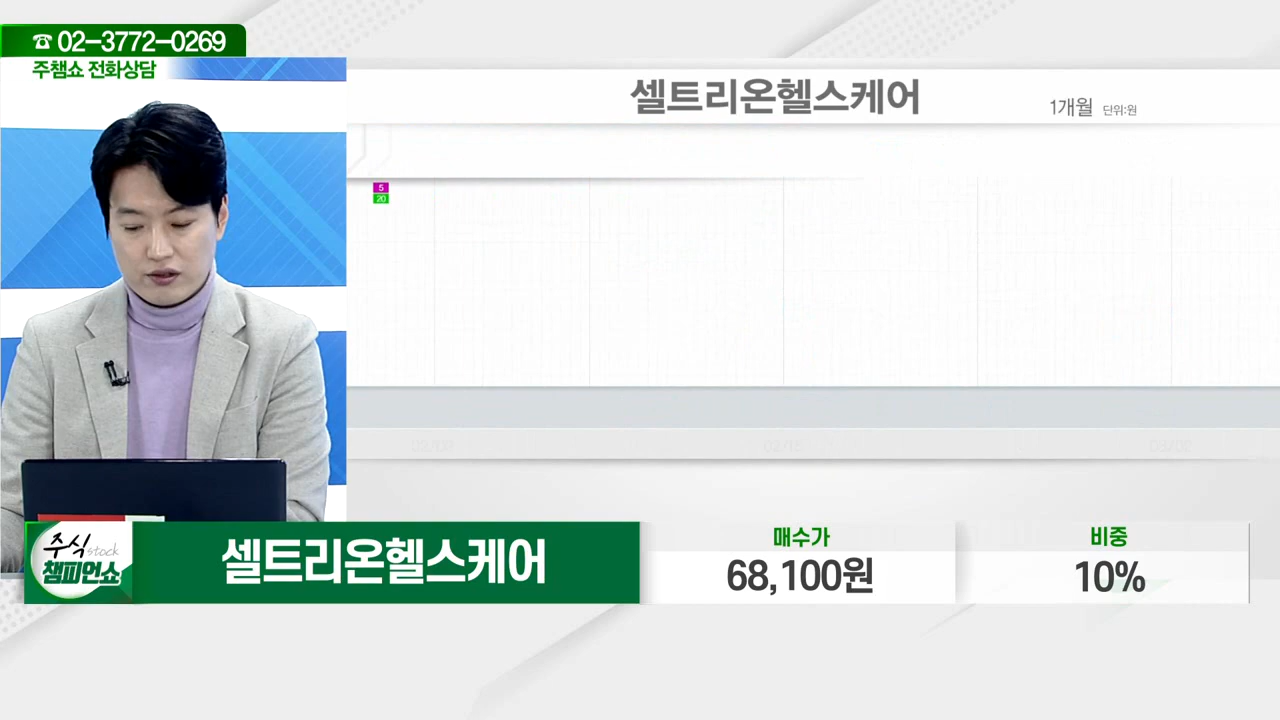 ☎ 02-3772-0269
주챔쇼 전화상담
셀트리온헬스케어
1개월 단위:원
5
20
02/15
주식 stock
챔피언쇼
셀트리온헬스케어
매수가
68,100원
비중
10%